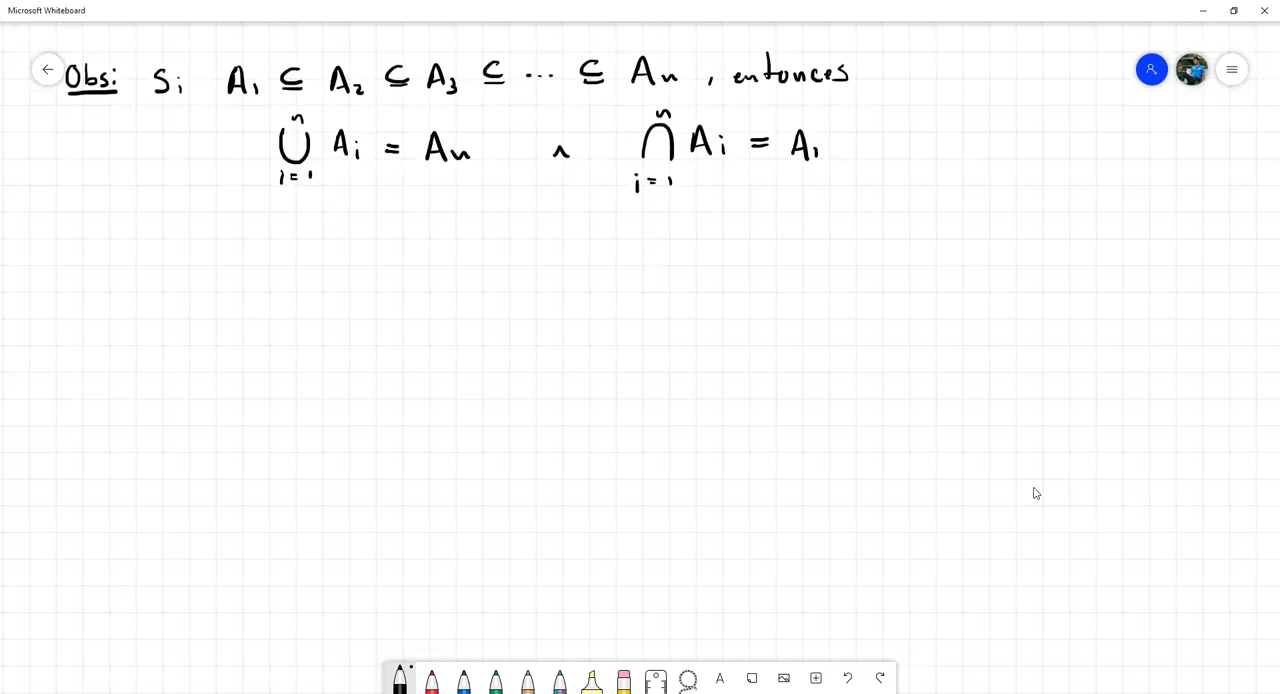 Microsoft Whiteboard
Obs: Si A₁ ⊆ A₂ ⊆ A₃ ⊆ ... ⊆ Aₙ, entonces
⋃ⁿᵢ₌₁ Aᵢ = Aₙ ∧ ⋂ⁿᵢ₌₁ Aᵢ = A₁
A